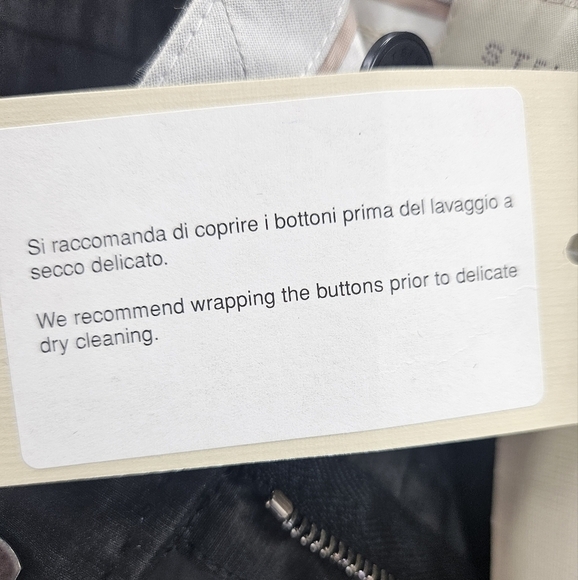 Si raccomanda di coprire i bottoni prima del lavaggio a
secco delicato.
We recommend wrapping the buttons prior to delicate
dry cleaning.